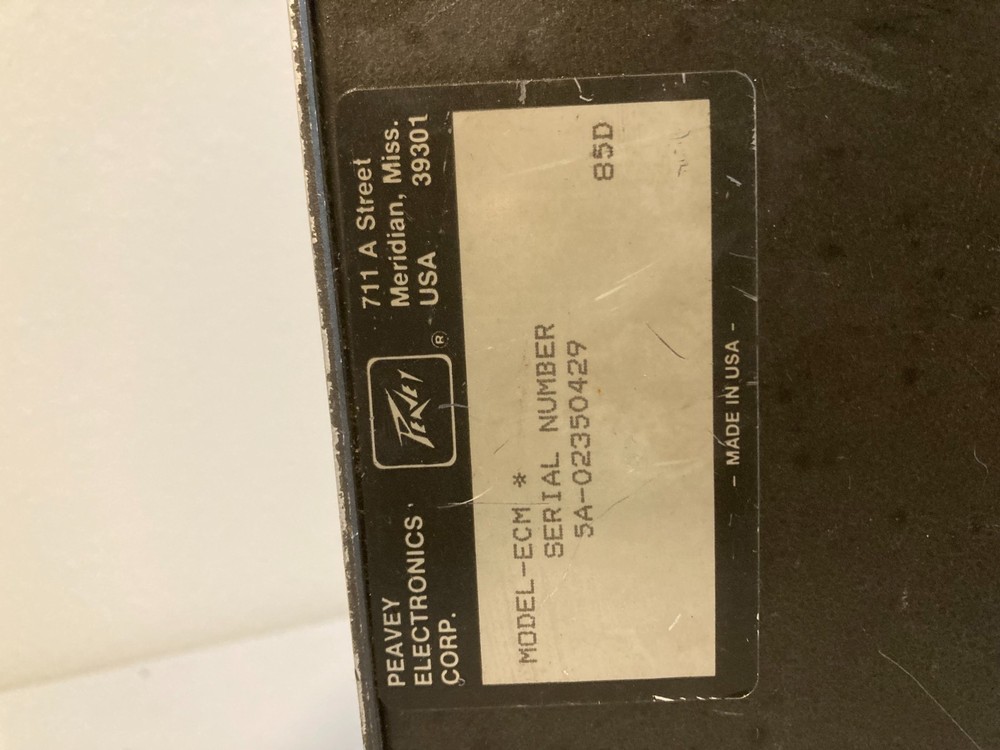 PEAVEY
ELECTRONICS
CORP.
PEAVEY ®
711 A Street
Meridian, Miss.
USA 39301
MODEL-ECM *
SERIAL NUMBER
5A-02350429
85D
- MADE IN USA -